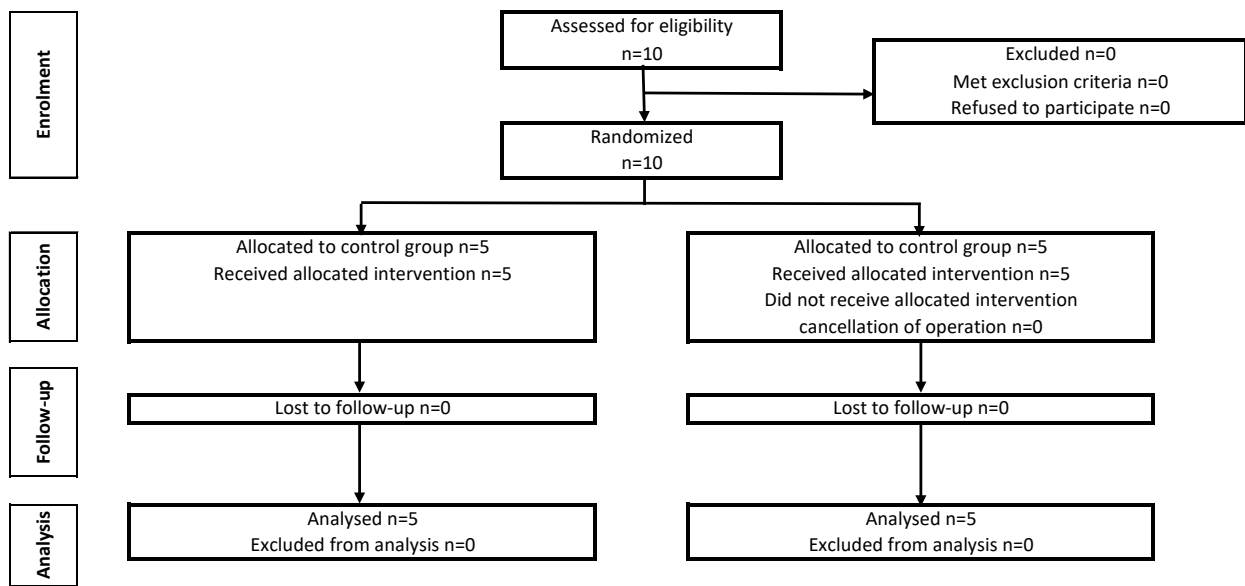 Enrolment
Assessed for eligibility
n=10
Excluded n=0
Met exclusion criteria n=0
Refused to participate n=0
Randomized
n=10
Allocation
Allocated to control group n=5
Received allocated intervention n=5
Allocated to control group n=5
Received allocated intervention n=5
Did not receive allocated intervention
cancellation of operation n=0
Follow-up
Lost to follow-up n=0
Lost to follow-up n=0
Analysis
Analysed n=5
Excluded from analysis n=0
Analysed n=5
Excluded from analysis n=0